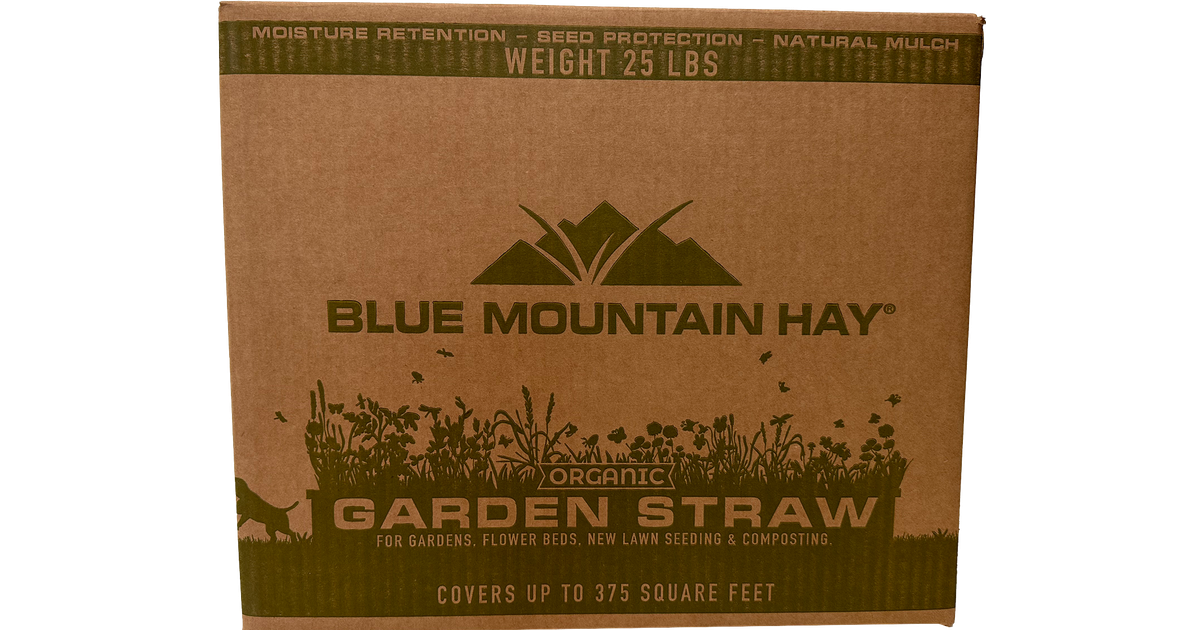 MOISTURE RETENTION – SEED PROTECTION – NATURAL MULCH
WEIGHT 25 LBS
BLUE MOUNTAIN HAY®
ORGANIC
GARDEN STRAW
FOR GARDENS, FLOWER BEDS, NEW LAWN SEEDING & COMPOSTING.
COVERS UP TO 375 SQUARE FEET